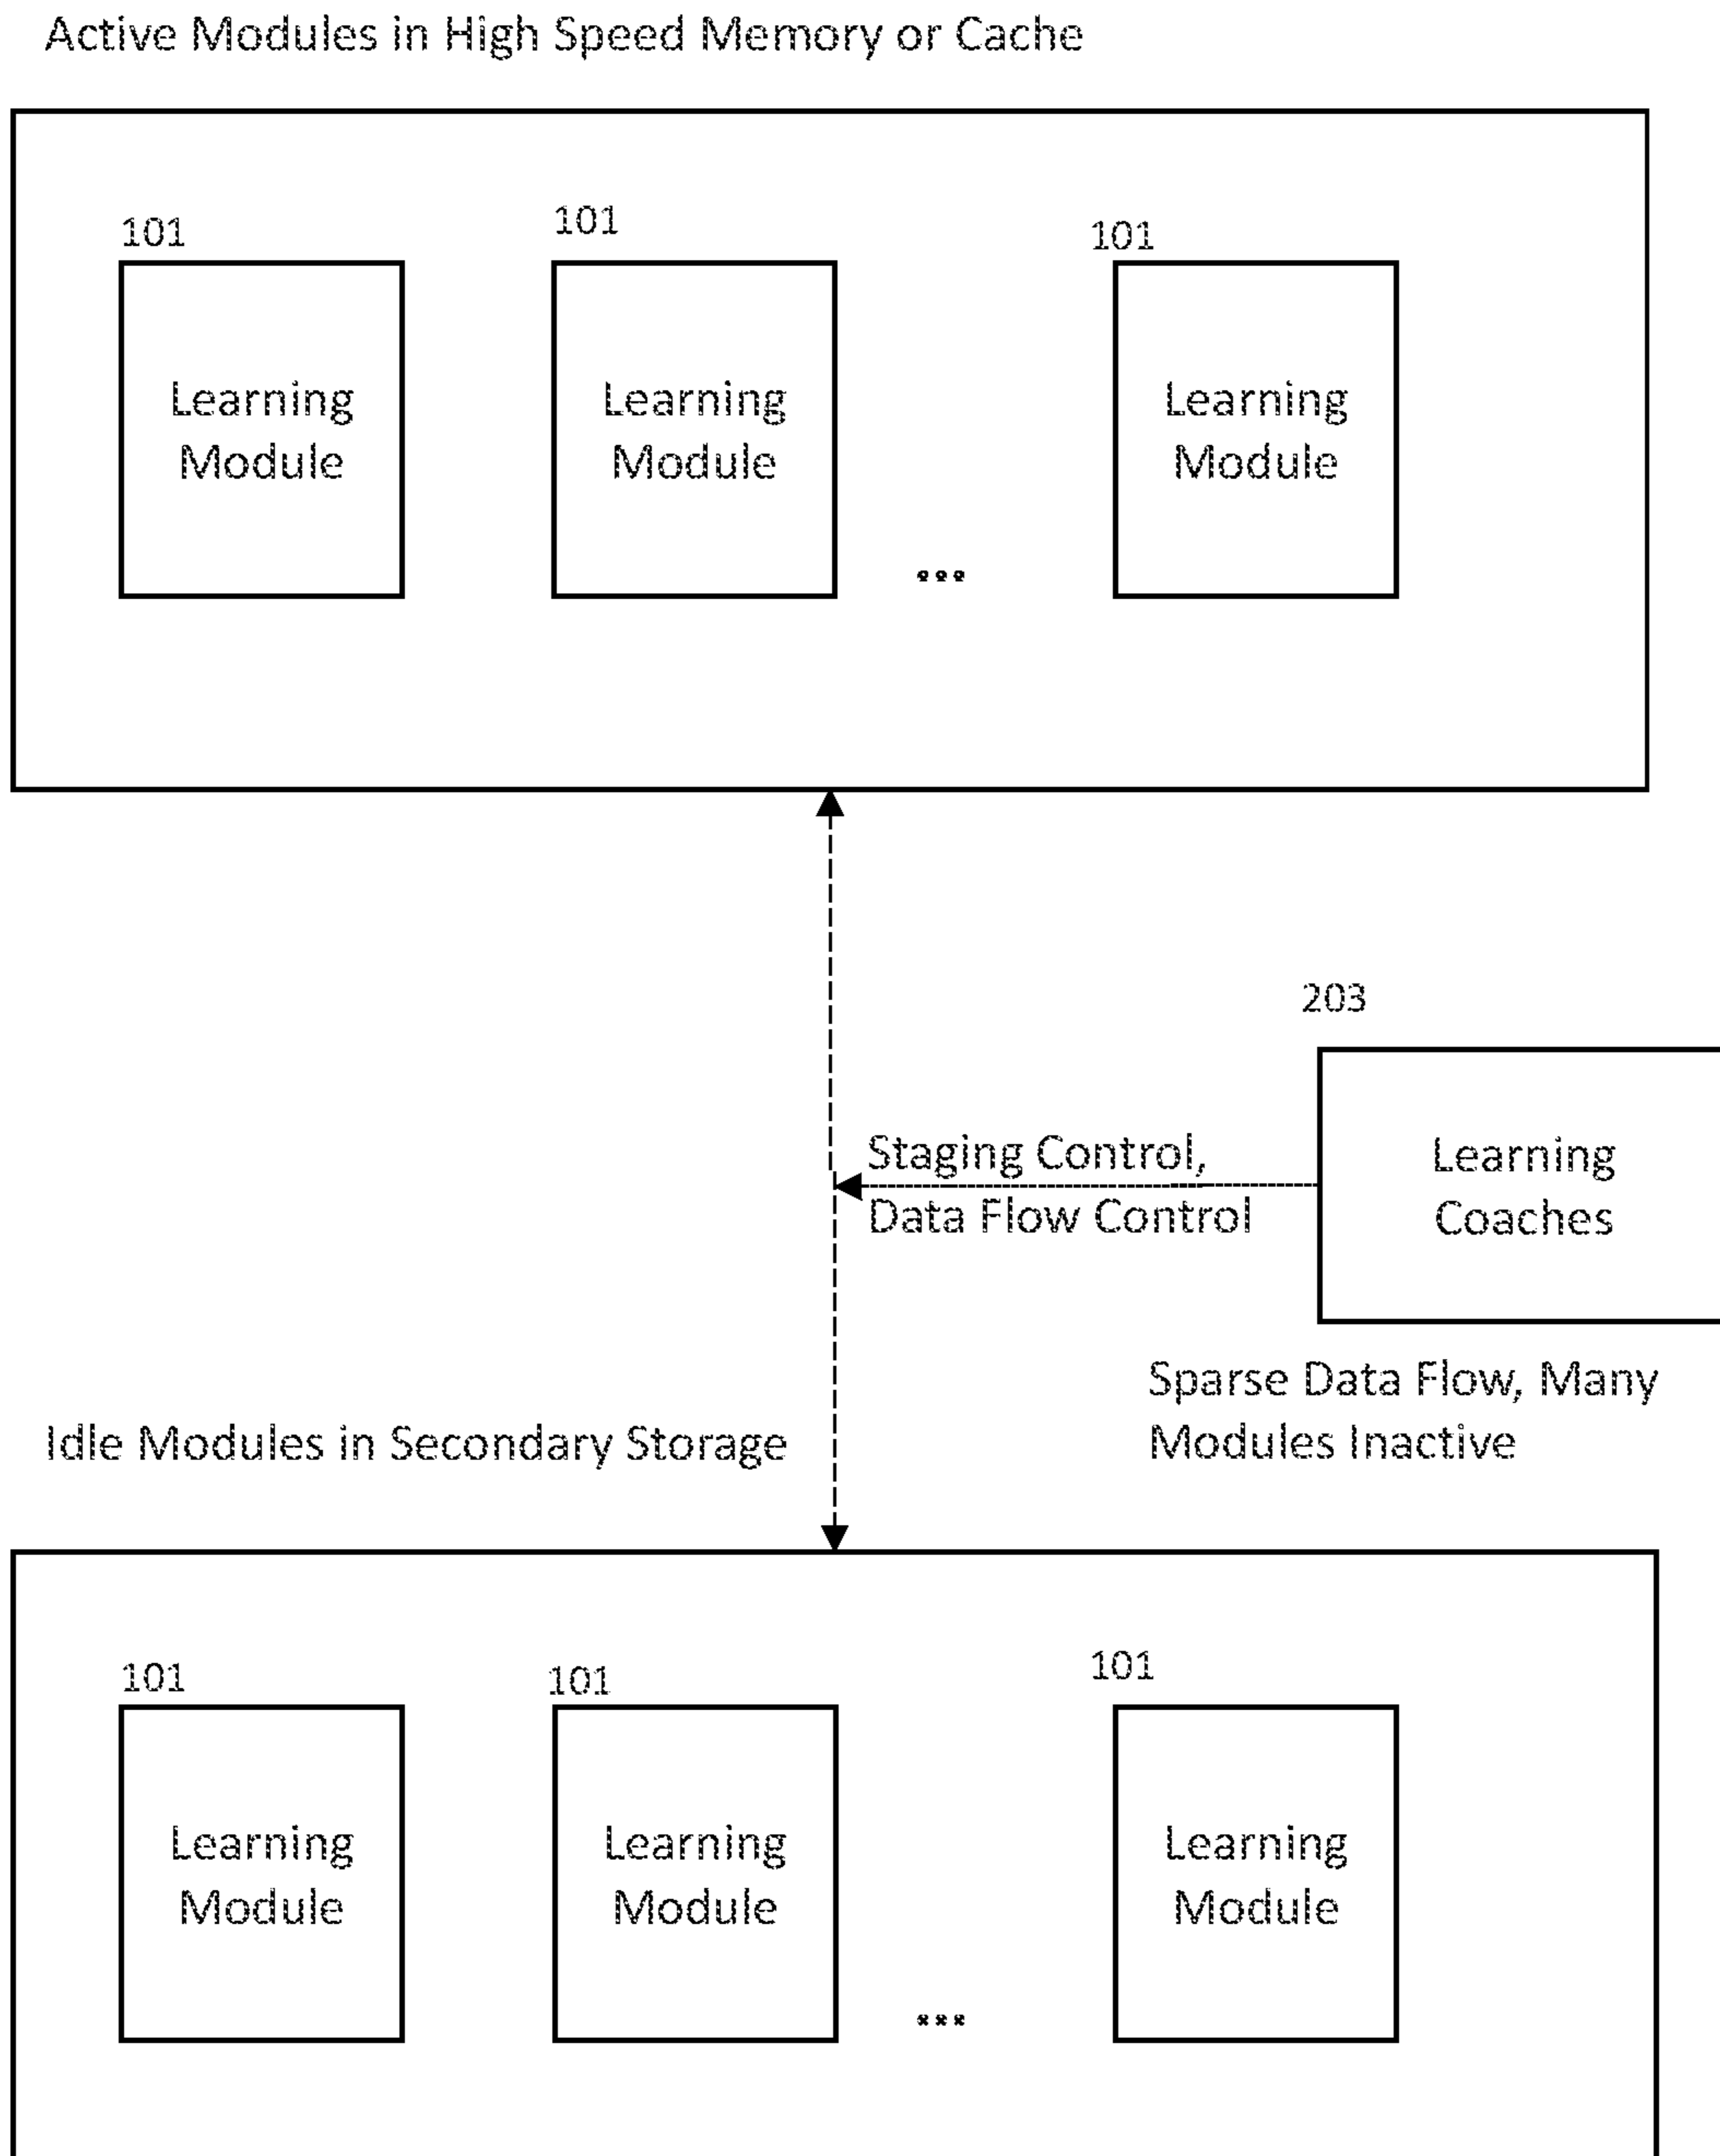 Active Modules in High Speed Memory or Cache
101
101
101
Learning
Module
Learning
Module
Learning
Module
...
203
Staging Control,
Data Flow Control
Learning
Coaches
Sparse Data Flow, Many
Modules Inactive
Idle Modules in Secondary Storage
101
101
101
Learning
Module
Learning
Module
Learning
Module
...